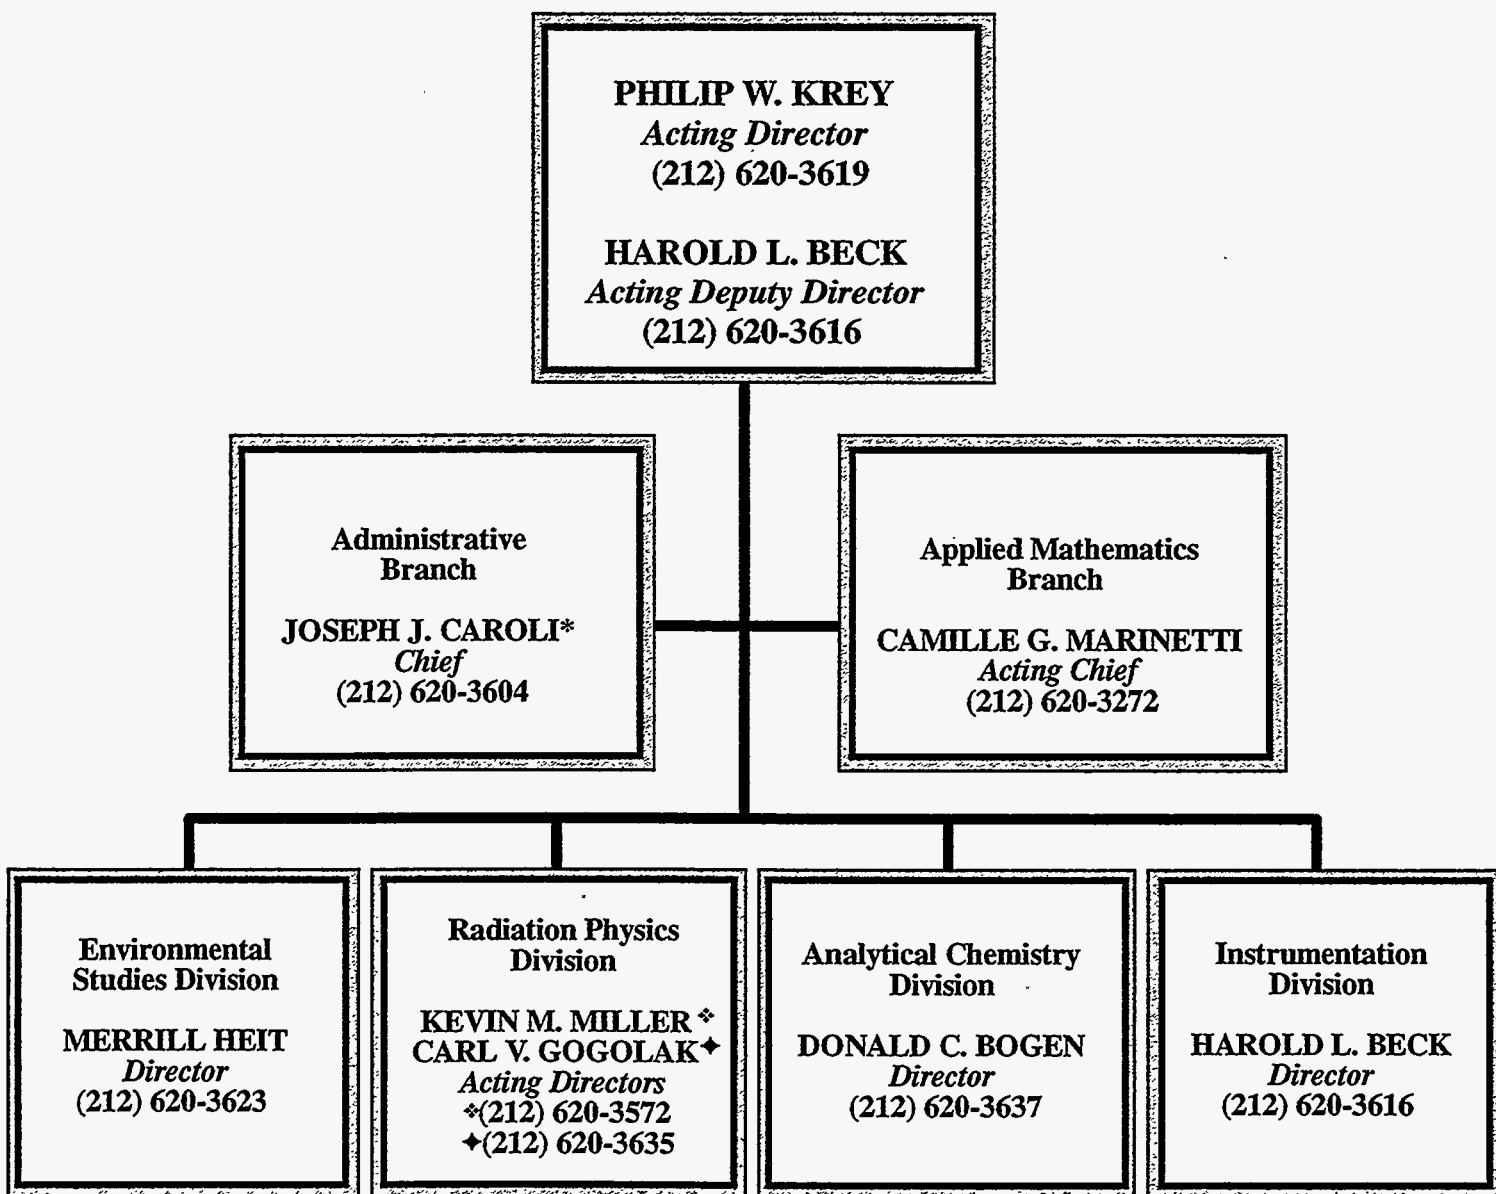 PHILIP W. KREY
Acting Director
(212) 620-3619
HAROLD L. BECK
Acting Deputy Director
(212) 620-3616
Administrative
Branch
JOSEPH J. CAROLI*
Chief
(212) 620-3604
Applied Mathematics
Branch
CAMILLE G. MARINETTI
Acting Chief
(212) 620-3272
Environmental
Studies Division
MERRILL HEIT
Director
(212) 620-3623
Radiation Physics
Division
KEVIN M. MILLER ❖
CARL V. GOGOLAK ✦
Acting Directors
❖(212) 620-3572
✦(212) 620-3635
Analytical Chemistry
Division
DONALD C. BOGEN
Director
(212) 620-3637
Instrumentation
Division
HAROLD L. BECK
Director
(212) 620-3616